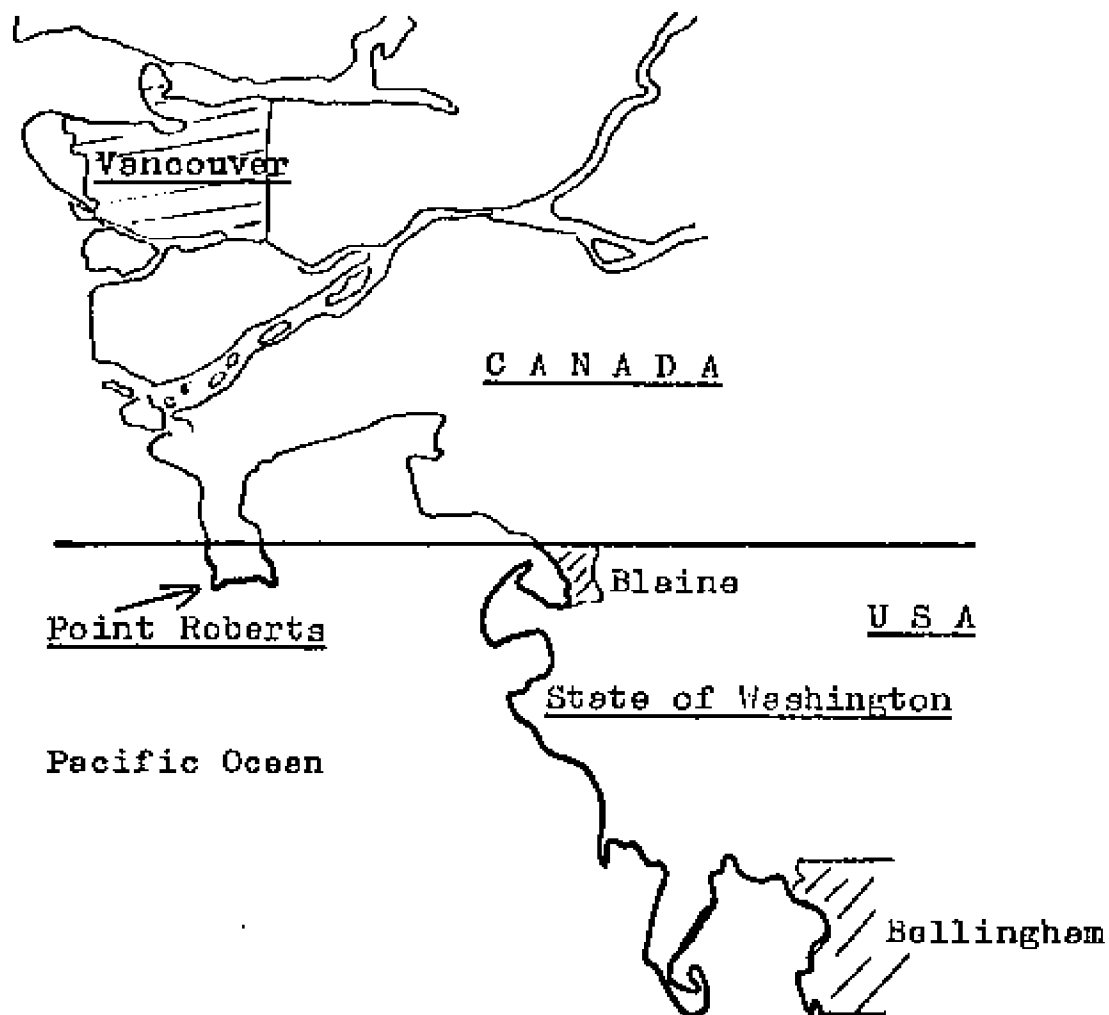 Vancouver
C A N A D A
Blaine
Point Roberts
U S A
State of Washington
Pacific Ocean
Bellingham